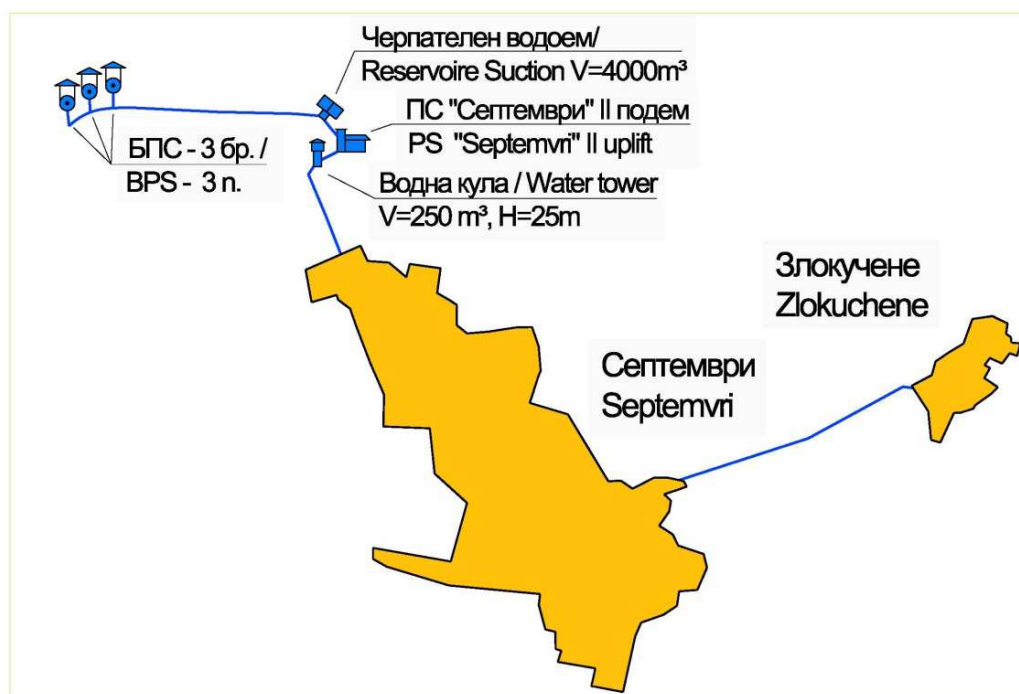 Черпателен водоем/
Reservoire Suction V=4000m³
ПС "Септември" II подем
PS "Septemvri" II uplift
БПС - 3 бр. /
BPS - 3 n.
Водна кула / Water tower
V=250 m³, H=25m
Злокучене
Zlokuchene
Септември
Septemvri